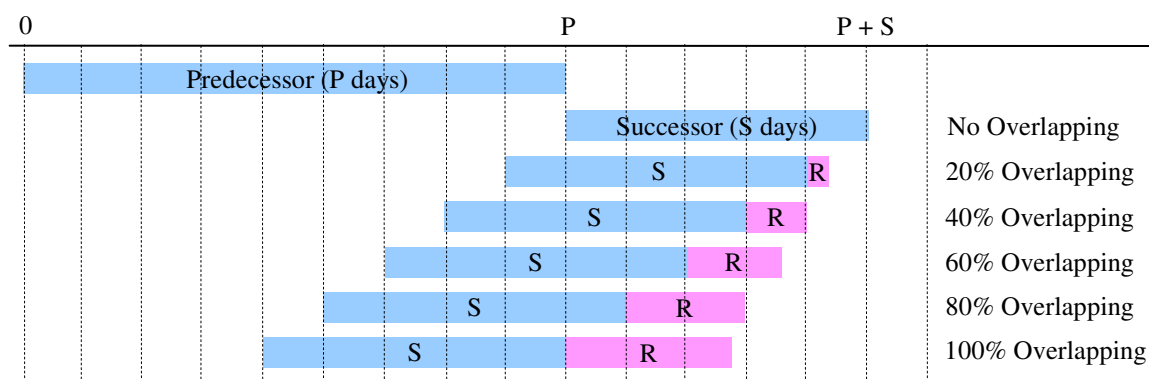 0 P P + S
Predecessor (P days)
Successor (S days) No Overlapping
S R 20% Overlapping
S R 40% Overlapping
S R 60% Overlapping
S R 80% Overlapping
S R 100% Overlapping